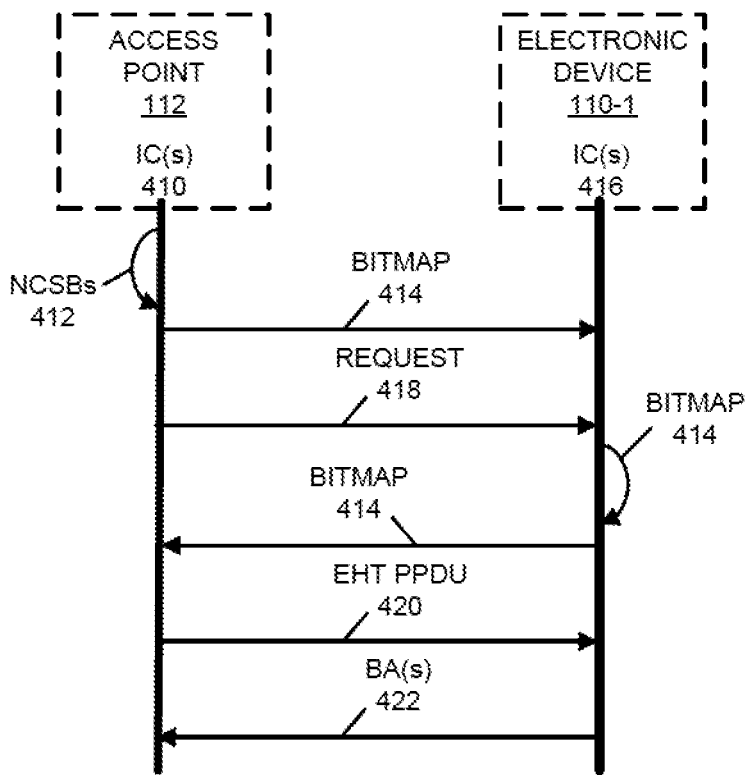 ACCESS
POINT
112
IC(s)
410
ELECTRONIC
DEVICE
110-1
IC(s)
416
NCSBs
412
BITMAP
414
REQUEST
418
BITMAP
414
BITMAP
414
EHT PPDU
420
BA(s)
422